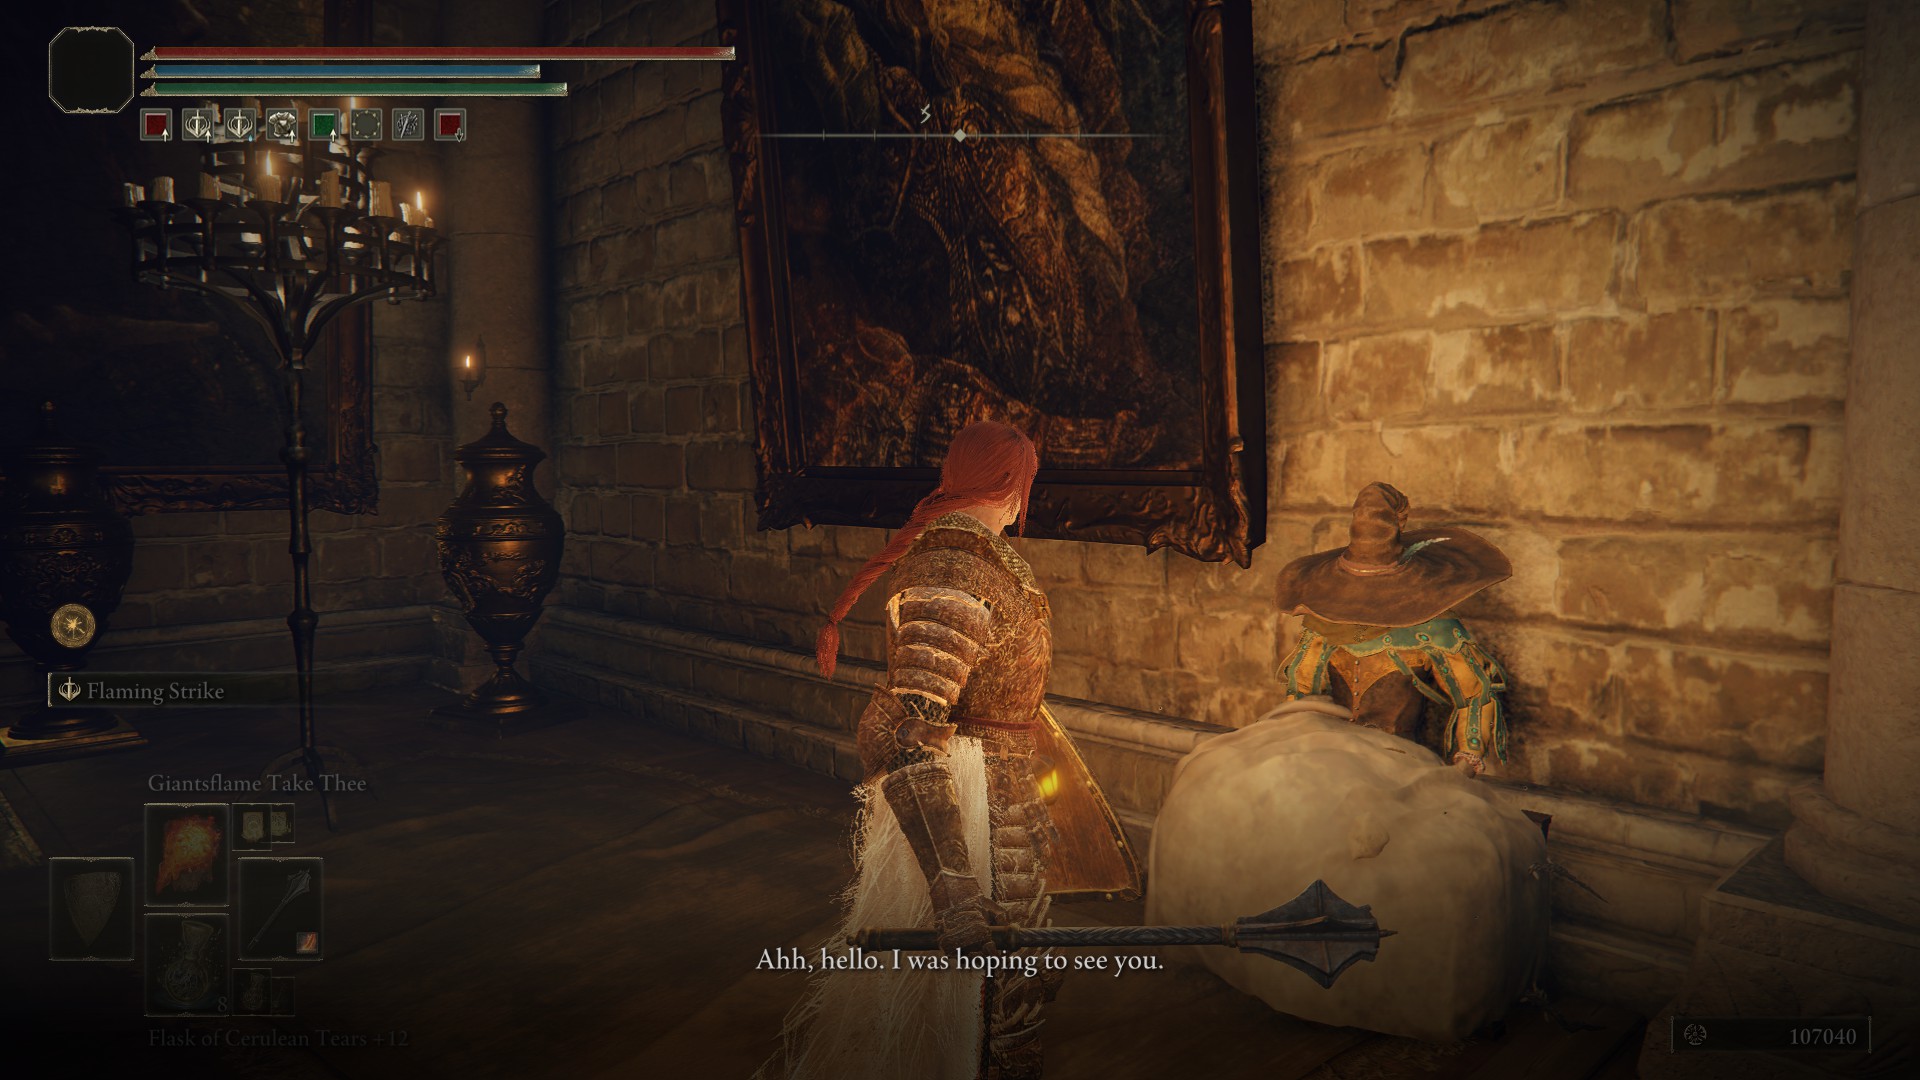 Flaming Strike
Giantsflame Take Thee
8
Flask of Cerulean Tears +12
Ahh, hello. I was hoping to see you.
107040